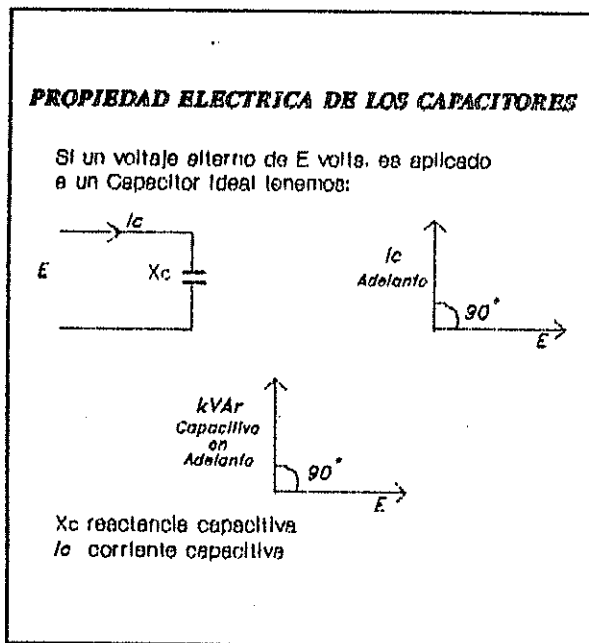 PROPIEDAD ELECTRICA DE LOS CAPACITORES
Si un voltaje alterno de E volts, es aplicado
a un Capacitor Ideal tenemos:
Ic
E
Xc
Ic
Adelanto
90°
E
kVAr
Capacitivo
en
Adelanto
90°
E
Xc reactancia capacitiva
Ic corriente capacitiva